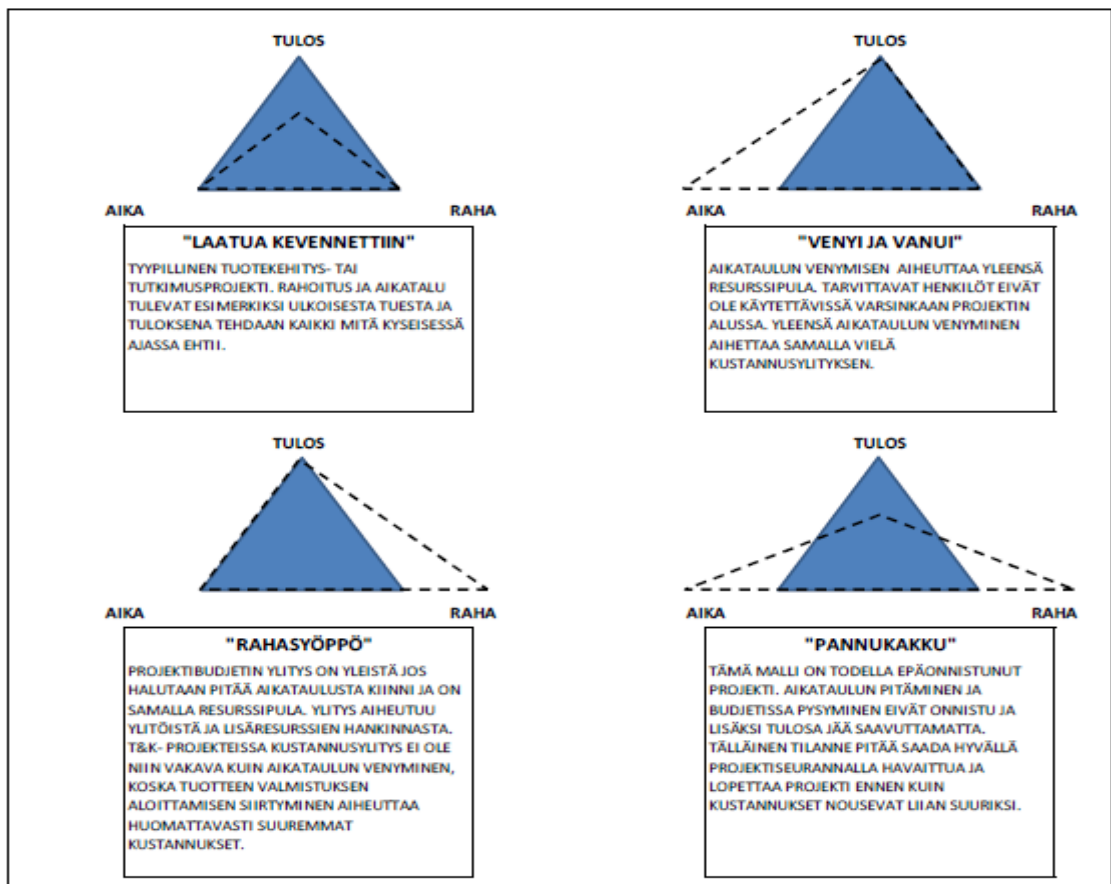 TULOS
AIKA RAHA
"LAATUA KEVENNETTIIN"
TYYPILLINEN TUOTEKEHITYS- TAI
TUTKIMUSPROJEKTI. RAHOITUS JA AIKATALU
TULEVAT ESIMERKIKSI ULKOISESTA TUESTA JA
TULOKSENA TEHDAAN KAIKKI MITÄ KYSEISESSÄ
AJASSA EHTII.
TULOS
AIKA RAHA
"VENYI JA VANUI"
AIKATAULUN VENYMISEN AIHEUTTAA YLEENSÄ
RESURSSIPULA. TARVITTAVAT HENKILÖT EIVÄT
OLE KÄYTETTÄVISSÄ VARSINKAAN PROJEKTIN
ALUSSA. YLEENSÄ AIKATAULUN VENYMINEN
AIHETTAA SAMALLA VIELÄ
KUSTANNUSYLITYKSEN.
TULOS
AIKA RAHA
"RAHASYÖPPÖ"
PROJEKTIBUDJETIN YLITYS ON YLEISTÄ JOS
HALUTAAN PITÄÄ AIKATAULUSTA KIINNI JA ON
SAMALLA RESURSSIPULA. YLITYS AIHEUTUU
YLITÖISTÄ JA LISÄRESURSSIEN HANKINNASTA.
T&K- PROJEKTEISSA KUSTANNUSYLITYS EI OLE
NIIN VAKAVA KUIN AIKATAULUN VENYMINEN,
KOSKA TUOTTEEN VALMISTUKSEN
ALOITTAMISEN SIIRTYMINEN AIHEUTTAA
HUOMATTAVASTI SUUREMMAT
KUSTANNUKSET.
TULOS
AIKA RAHA
"PANNUKAKKU"
TÄMÄ MALLI ON TODELLA EPÄONNISTUNUT
PROJEKTI. AIKATAULUN PITÄMINEN JA
BUDJETISSA PYSYMINEN EIVÄT ONNISTU JA
LISÄKSI TULOSA JÄÄ SAAVUTTAMATTA.
TÄLLÄINEN TILANNE PITÄÄ SAADA HYVÄLLÄ
PROJEKTISEURANNALLA HAVAITTUA JA
LOPETTAA PROJEKTI ENNEN KUIN
KUSTANNUKSET NOUSEVAT LIIAN SUURIKSI.